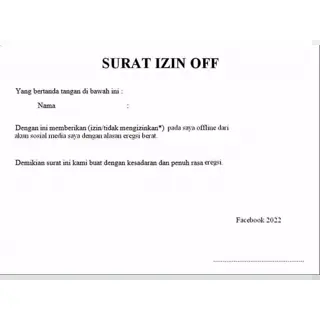 SURAT IZIN OFF
Yang bertanda tangan di bawah ini :
Nama :
Dengan ini memberikan (izin/tidak mengizinkan*) pada saya offline dari
akun sosial media saya dengan alasan eregsi berat.
Demikian surat ini kami buat dengan kesadaran dan penuh rasa eregsi.
Facebook 2022